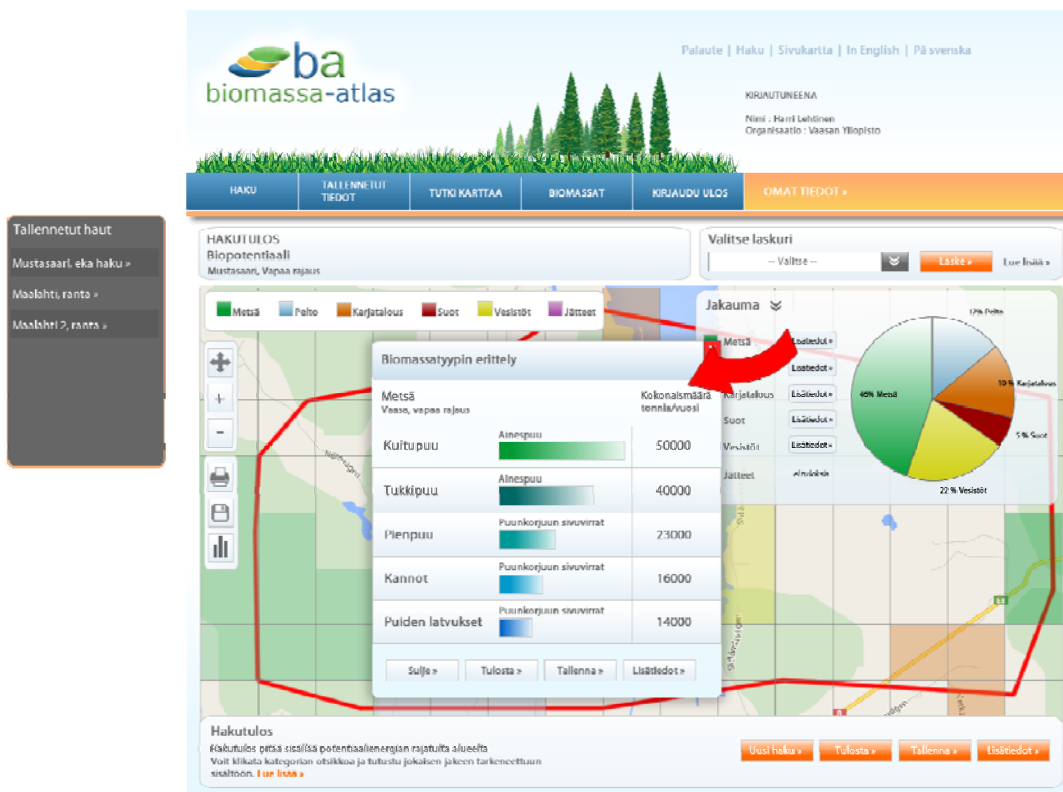 ba
biomassa-atlas
Palaute | Haku | Sivukartta | In English | På svenska
KIRJAUTUNEENA
Nimi : Harri Lehtinen
Organisaatio : Vaasan Yliopisto
HAKU
TALLENNETUT TIEDOT
TUTKI KARTTAA
BIOMASSAT
KIRJAUDU ULOS
OMAT TIEDOT »
Tallennetut haut
Mustasaari, eka haku »
Maalahti, ranta »
Maalahti 2, ranta »
HAKUTULOS
Biopotentiaali
Mustasaari, Vapaa rajaus
Valitse laskuri
-- Valitse --
Laske »
Lue lisää »
Metsä Pelto Karjatalous Suot Vesistöt Jätteet
Jakauma
Metsä Lisätiedot »
Lisätiedot »
Karjatalous Lisätiedot »
Suot Lisätiedot »
Vesistöt Lisätiedot »
Jätteet
12% Pelto
10 % Karjatalous
46% Metsä
5 % Suot
22 % Vesistöt
Biomassatyypin erittely
Metsä
Vaasa, vapaa rajaus
Kokonaismäärä
tonnia/vuosi
Kuitupuu Ainespuu 50000
Tukkipuu Ainespuu 40000
Pienpuu Puunkorjuun sivuvirrat 23000
Kannot Puunkorjuun sivuvirrat 16000
Puiden latvukset Puunkorjuun sivuvirrat 14000
Sulje » Tulosta » Tallenna » Lisätiedot »
8
Hakutulos
Hakutulos pitää sisällää potentiaalienergian rajatulta alueelta
Voit klikata kategorian otsikkoa ja tutustu jokaisen jakeen tarkeneettuun
sisältöön. Lue lisää »
Uusi haku » Tulosta » Tallenna » Lisätiedot »